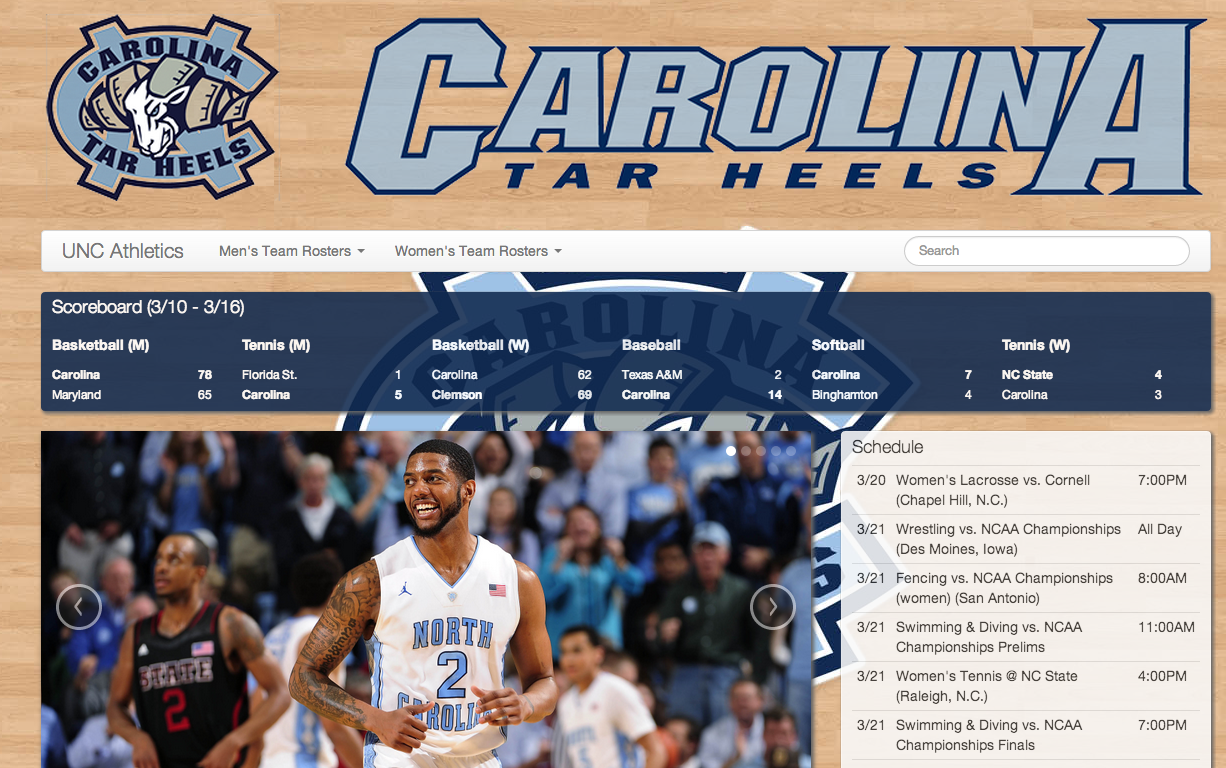 CAROLINA
TAR HEELS
CAROLINA
TAR HEELS
UNC Athletics Men's Team Rosters Women's Team Rosters Search
Scoreboard (3/10 - 3/16)
Basketball (M) Tennis (M) Basketball (W) Baseball Softball Tennis (W)
Carolina 78 Florida St. 1 Carolina 62 Texas A&M 2 Carolina 7 NC State 4
Maryland 65 Carolina 5 Clemson 69 Carolina 14 Binghamton 4 Carolina 3
CAROLINA
Schedule
3/20 Women's Lacrosse vs. Cornell 7:00PM
(Chapel Hill, N.C.)
3/21 Wrestling vs. NCAA Championships All Day
(Des Moines, Iowa)
3/21 Fencing vs. NCAA Championships 8:00AM
(women) (San Antonio)
3/21 Swimming & Diving vs. NCAA 11:00AM
Championships Prelims
3/21 Women's Tennis @ NC State 4:00PM
(Raleigh, N.C.)
3/21 Swimming & Diving vs. NCAA 7:00PM
Championships Finals
NORTH
2
CAROLINA
STATE
2